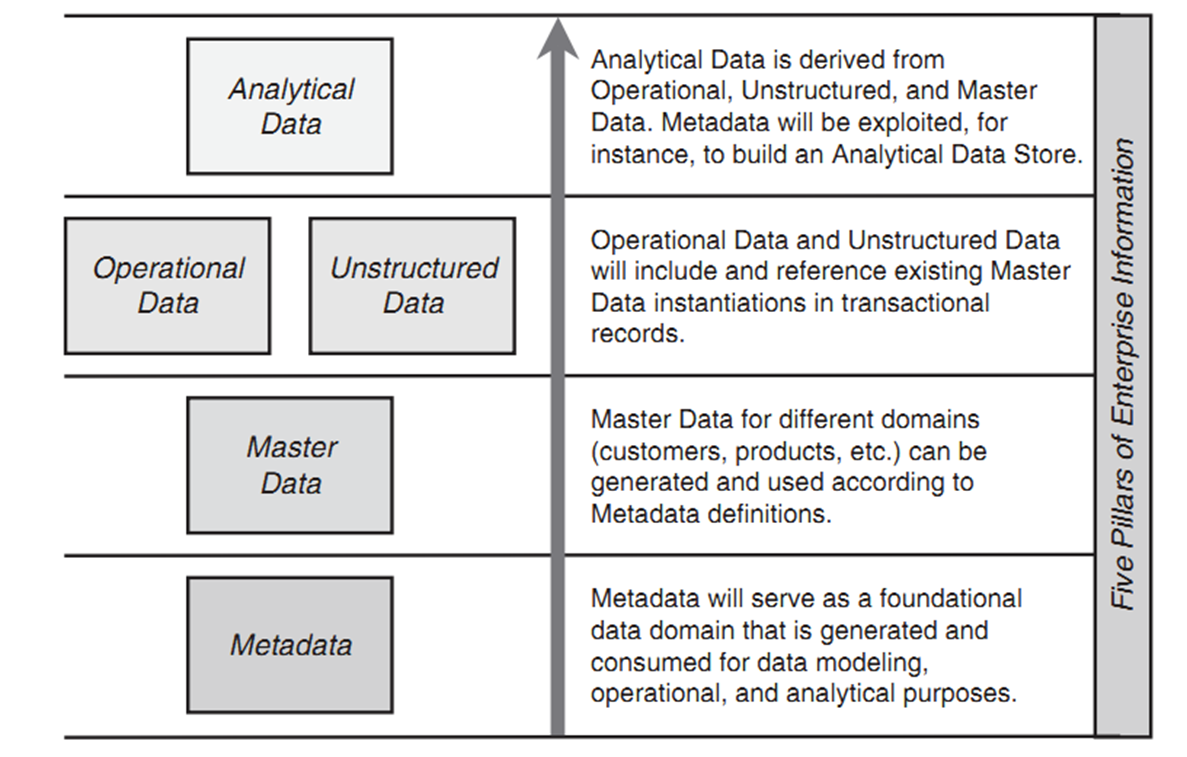 Analytical
Data
Analytical Data is derived from
Operational, Unstructured, and Master
Data. Metadata will be exploited, for
instance, to build an Analytical Data Store.
Operational
Data
Unstructured
Data
Operational Data and Unstructured Data
will include and reference existing Master
Data instantiations in transactional
records.
Master
Data
Master Data for different domains
(customers, products, etc.) can be
generated and used according to
Metadata definitions.
Metadata
Metadata will serve as a foundational
data domain that is generated and
consumed for data modeling,
operational, and analytical purposes.
Five Pillars of Enterprise Information